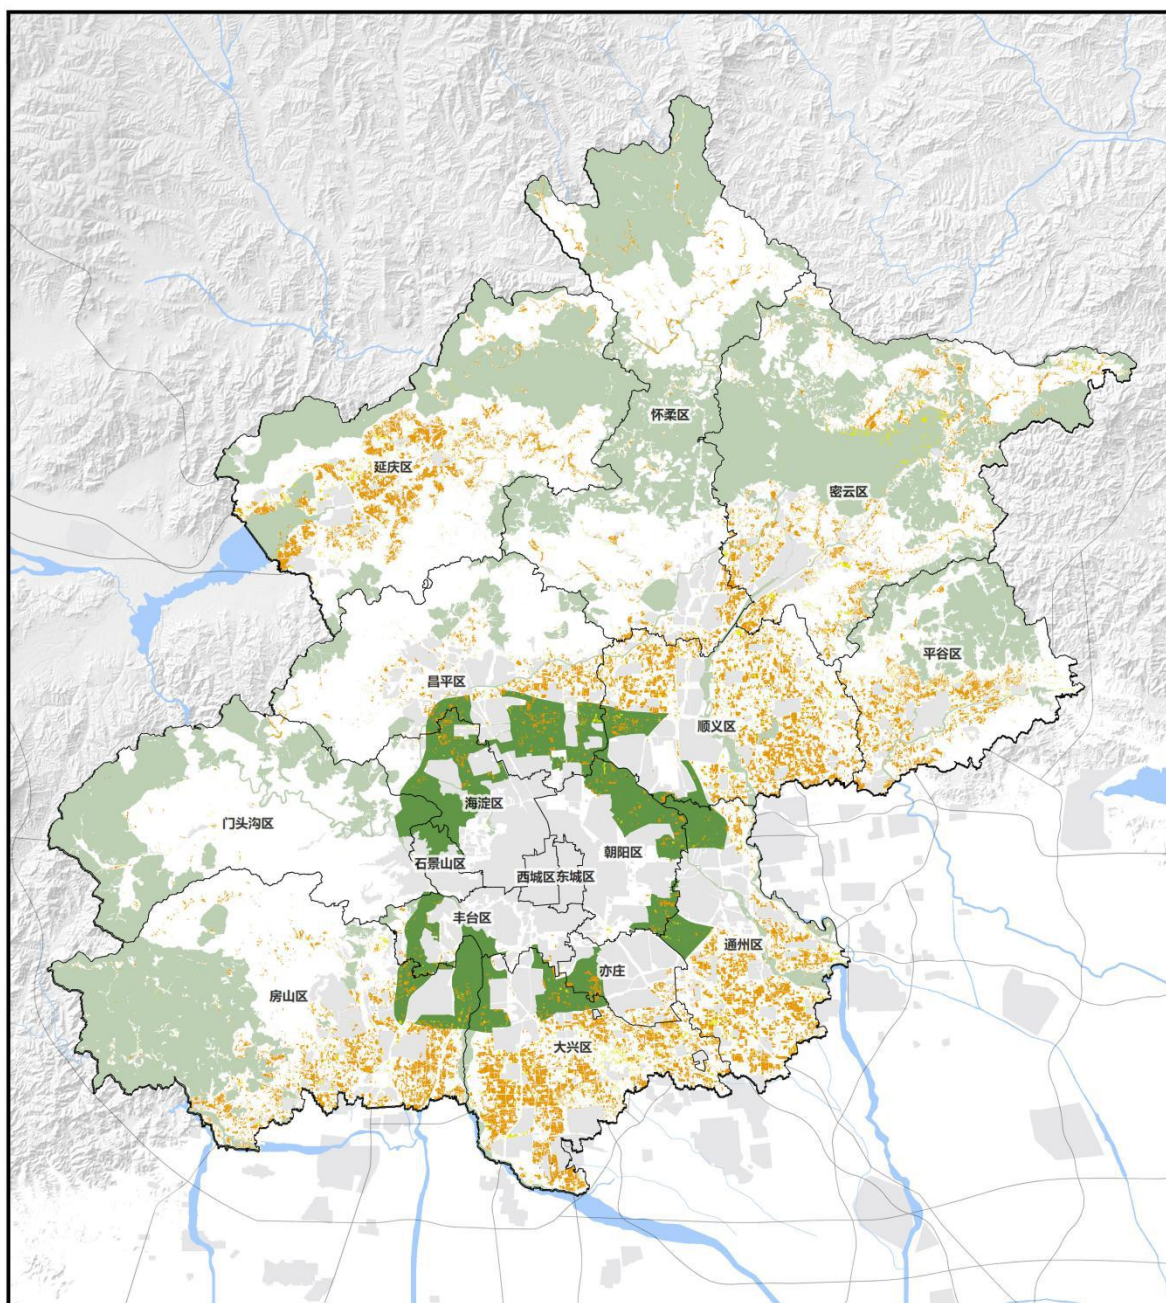 怀柔区
延庆区
密云区
平谷区
昌平区
顺义区
海淀区
门头沟区
朝阳区
石景山区
西城区
东城区
丰台区
通州区
亦庄
房山区
大兴区